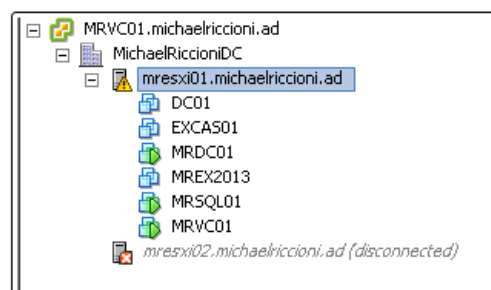 MRVC01.michaelriccioni.ad
MichaelRiccioniDC
mresxi01.michaelriccioni.ad
DC01
EXCAS01
MRDC01
MREX2013
MRSQL01
MRVC01
mresxi02.michaelriccioni.ad (disconnected)